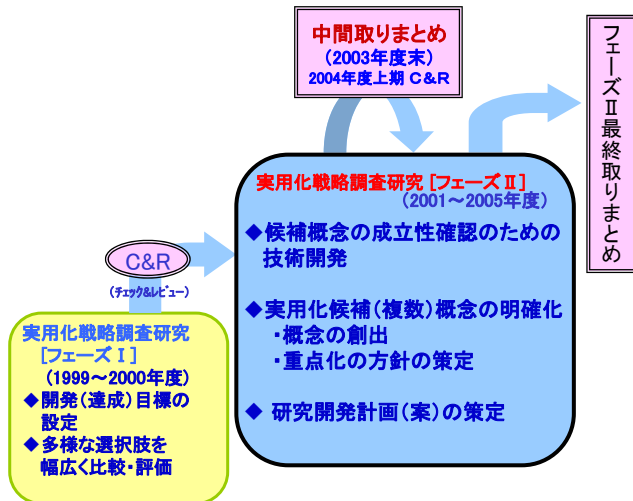 中間取りまとめ
(2003年度末)
2004年度上期 C&R
フェーズⅡ最終取りまとめ
実用化戦略調査研究 [フェーズⅡ]
(2001～2005年度)
◆候補概念の成立性確認のための
技術開発
◆実用化候補(複数)概念の明確化
・概念の創出
・重点化の方針の策定
◆ 研究開発計画(案)の策定
C&R
(チェック&レビュー)
実用化戦略調査研究
[フェーズⅠ]
(1999～2000年度)
◆開発(達成)目標の
設定
◆多様な選択肢を
幅広く比較・評価